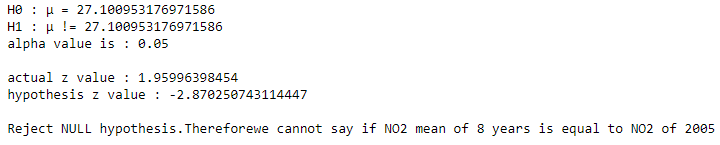 H0 : μ = 27.100953176971586
H1 : μ != 27.100953176971586
alpha value is : 0.05
actual z value : 1.95996398454
hypothesis z value : -2.870250743114447
Reject NULL hypothesis.Thereforewe cannot say if NO2 mean of 8 years is equal to NO2 of 2005